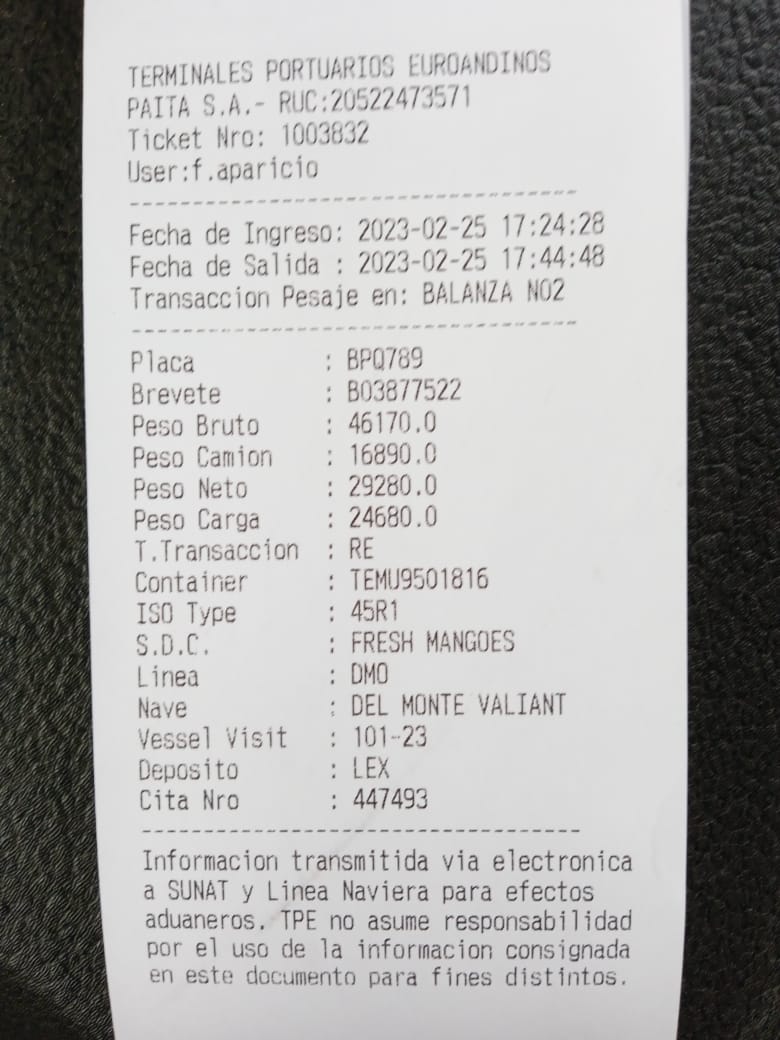 TERMINALES PORTUARIOS EUROANDINOS
PAITA S.A.- RUC:20522473571
Ticket Nro: 1003832
User:f.aparicio
------------------------------------
Fecha de Ingreso: 2023-02-25 17:24:28
Fecha de Salida : 2023-02-25 17:44:48
Transaccion Pesaje en: BALANZA NO2
------------------------------------
Placa : BPQ789
Brevete : B03877522
Peso Bruto : 46170.0
Peso Camion : 16890.0
Peso Neto : 29280.0
Peso Carga : 24680.0
T.Transaccion : RE
Container : TEMU9501816
ISO Type : 45R1
S.D.C. : FRESH MANGOES
Linea : DMO
Nave : DEL MONTE VALIANT
Vessel Visit : 101-23
Deposito : LEX
Cita Nro : 447493
------------------------------------
Informacion transmitida via electronica
a SUNAT y Linea Naviera para efectos
aduaneros. TPE no asume responsabilidad
por el uso de la informacion consignada
en este documento para fines distintos.